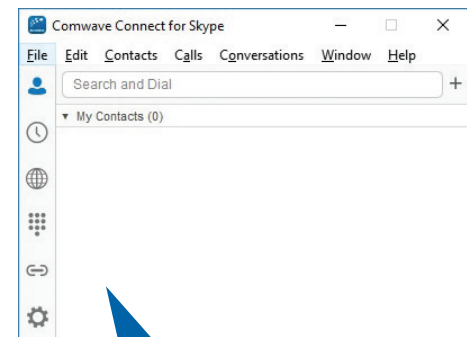 Comwave Connect for Skype
File Edit Contacts Calls Conversations Window Help
Search and Dial
My Contacts (0)